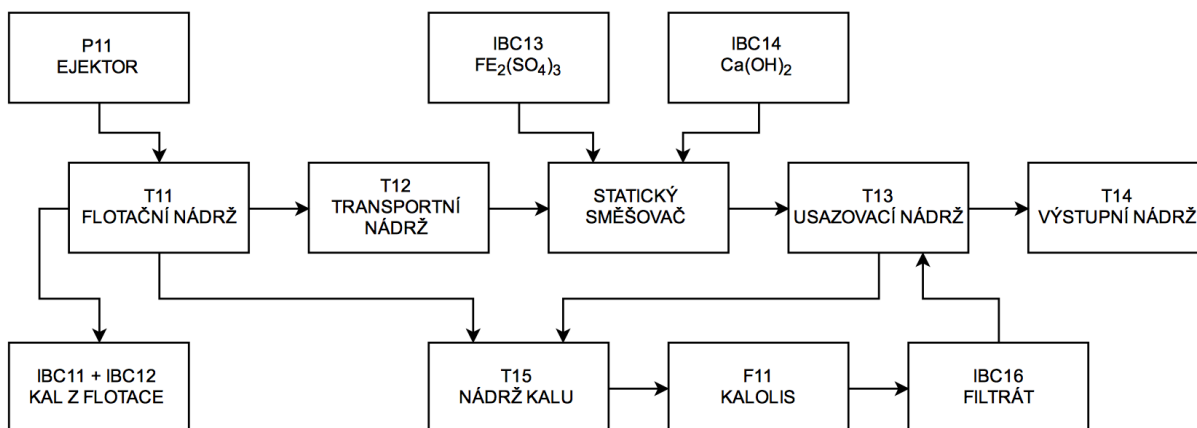 P11
EJEKTOR
IBC13
FE₂(SO₄)₃
IBC14
Ca(OH)₂
T11
FLOTAČNÍ NÁDRŽ
T12
TRANSPORTNÍ
NÁDRŽ
STATICKÝ
SMĚŠOVAČ
T13
USAZOVACÍ NÁDRŽ
T14
VÝSTUPNÍ NÁDRŽ
IBC11 + IBC12
KAL Z FLOTACE
T15
NÁDRŽ KALU
F11
KALOLIS
IBC16
FILTRÁT